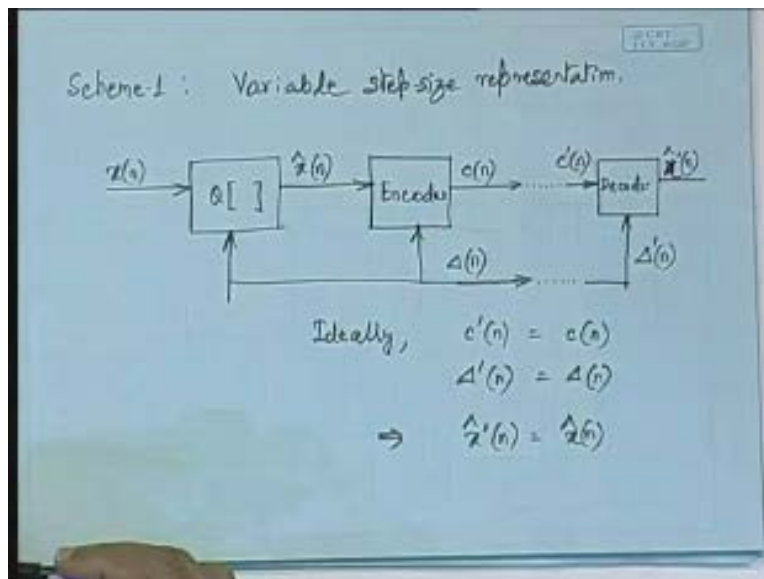 Scheme-1 : Variable step size representation.
x(n) Q[ ] x̂(n) Encoder c(n) c'(n) Decoder x̂'(n)
Δ(n) Δ'(n)
Ideally, c'(n) = c(n)
Δ'(n) = Δ(n)
⇒ x̂'(n) = x̂(n)